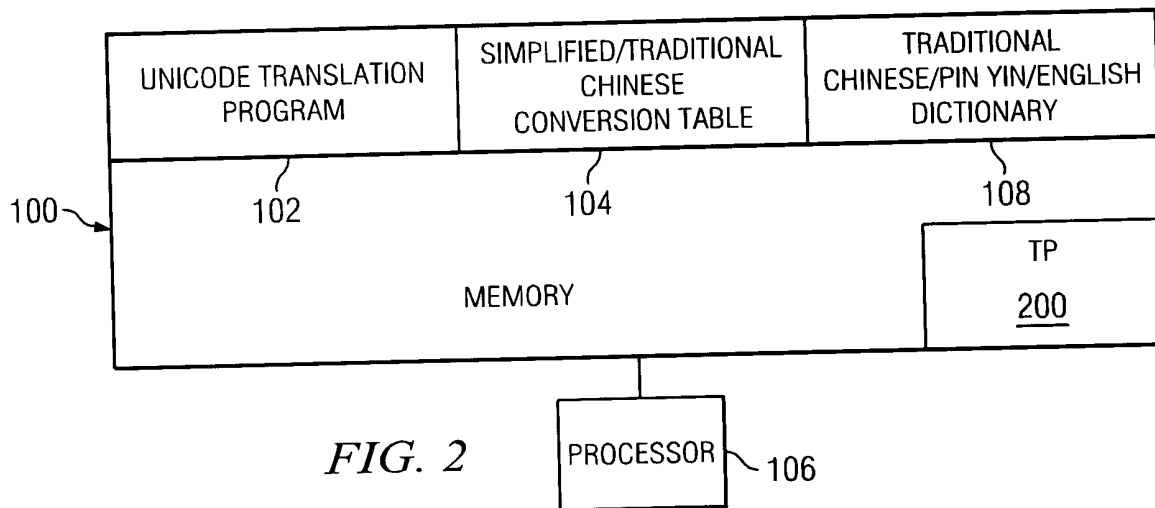 UNICODE TRANSLATION
PROGRAM
SIMPLIFIED/TRADITIONAL
CHINESE
CONVERSION TABLE
TRADITIONAL
CHINESE/PIN YIN/ENGLISH
DICTIONARY
102
104
108
100
MEMORY
TP
200
PROCESSOR
106
FIG. 2